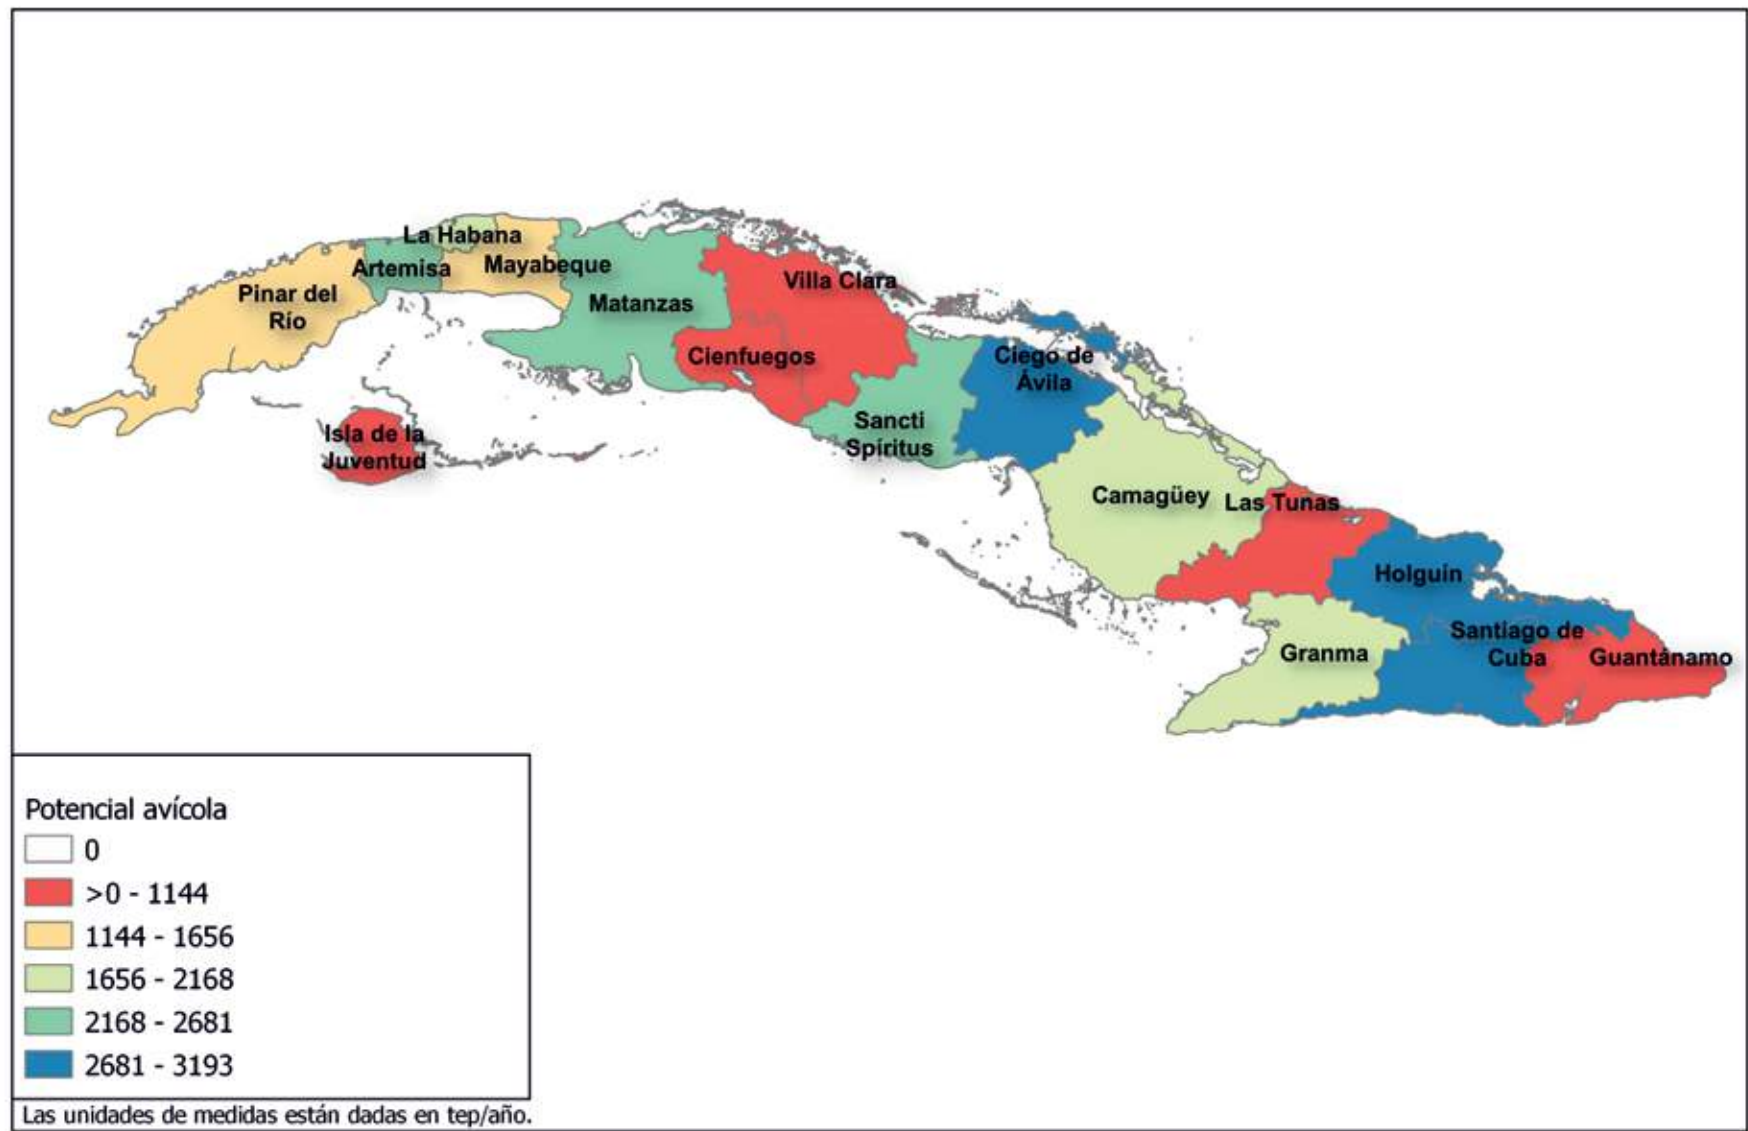 La Habana
Artemisa
Mayabeque
Pinar del
Río
Matanzas
Villa Clara
Cienfuegos
Ciego de
Ávila
Isla de la
Juventud
Sancti
Spíritus
Camagüey
Las Tunas
Holguín
Santiago de
Cuba
Granma
Guantánamo
Potencial avícola
0
>0 - 1144
1144 - 1656
1656 - 2168
2168 - 2681
2681 - 3193
Las unidades de medidas están dadas en tep/año.